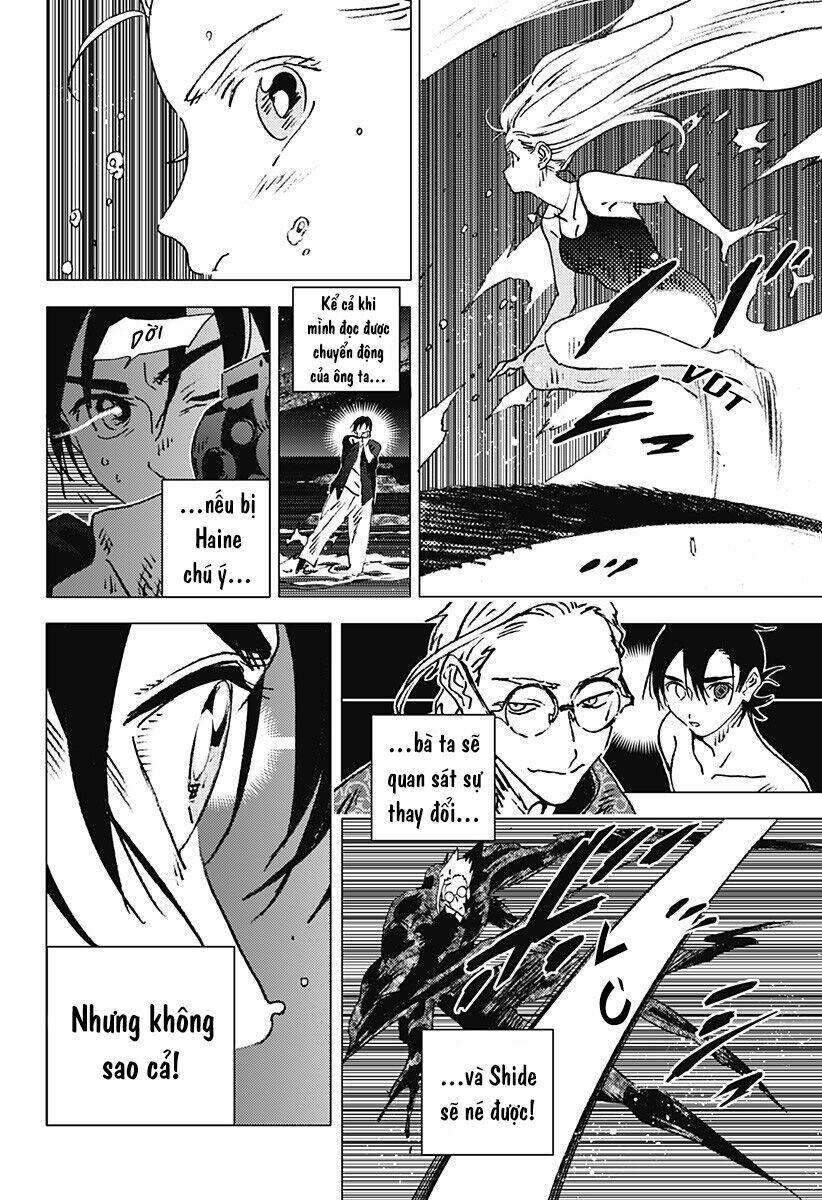 VÚT
Kể cả khi
mình đọc được
chuyển động
của ông ta...
DỜI
...nếu bị
Haine
chú ý...
...bà ta sẽ
quan sát sự
thay đổi...
VÙ
...và Shide
sẽ né được!
Nhưng không
sao cả!